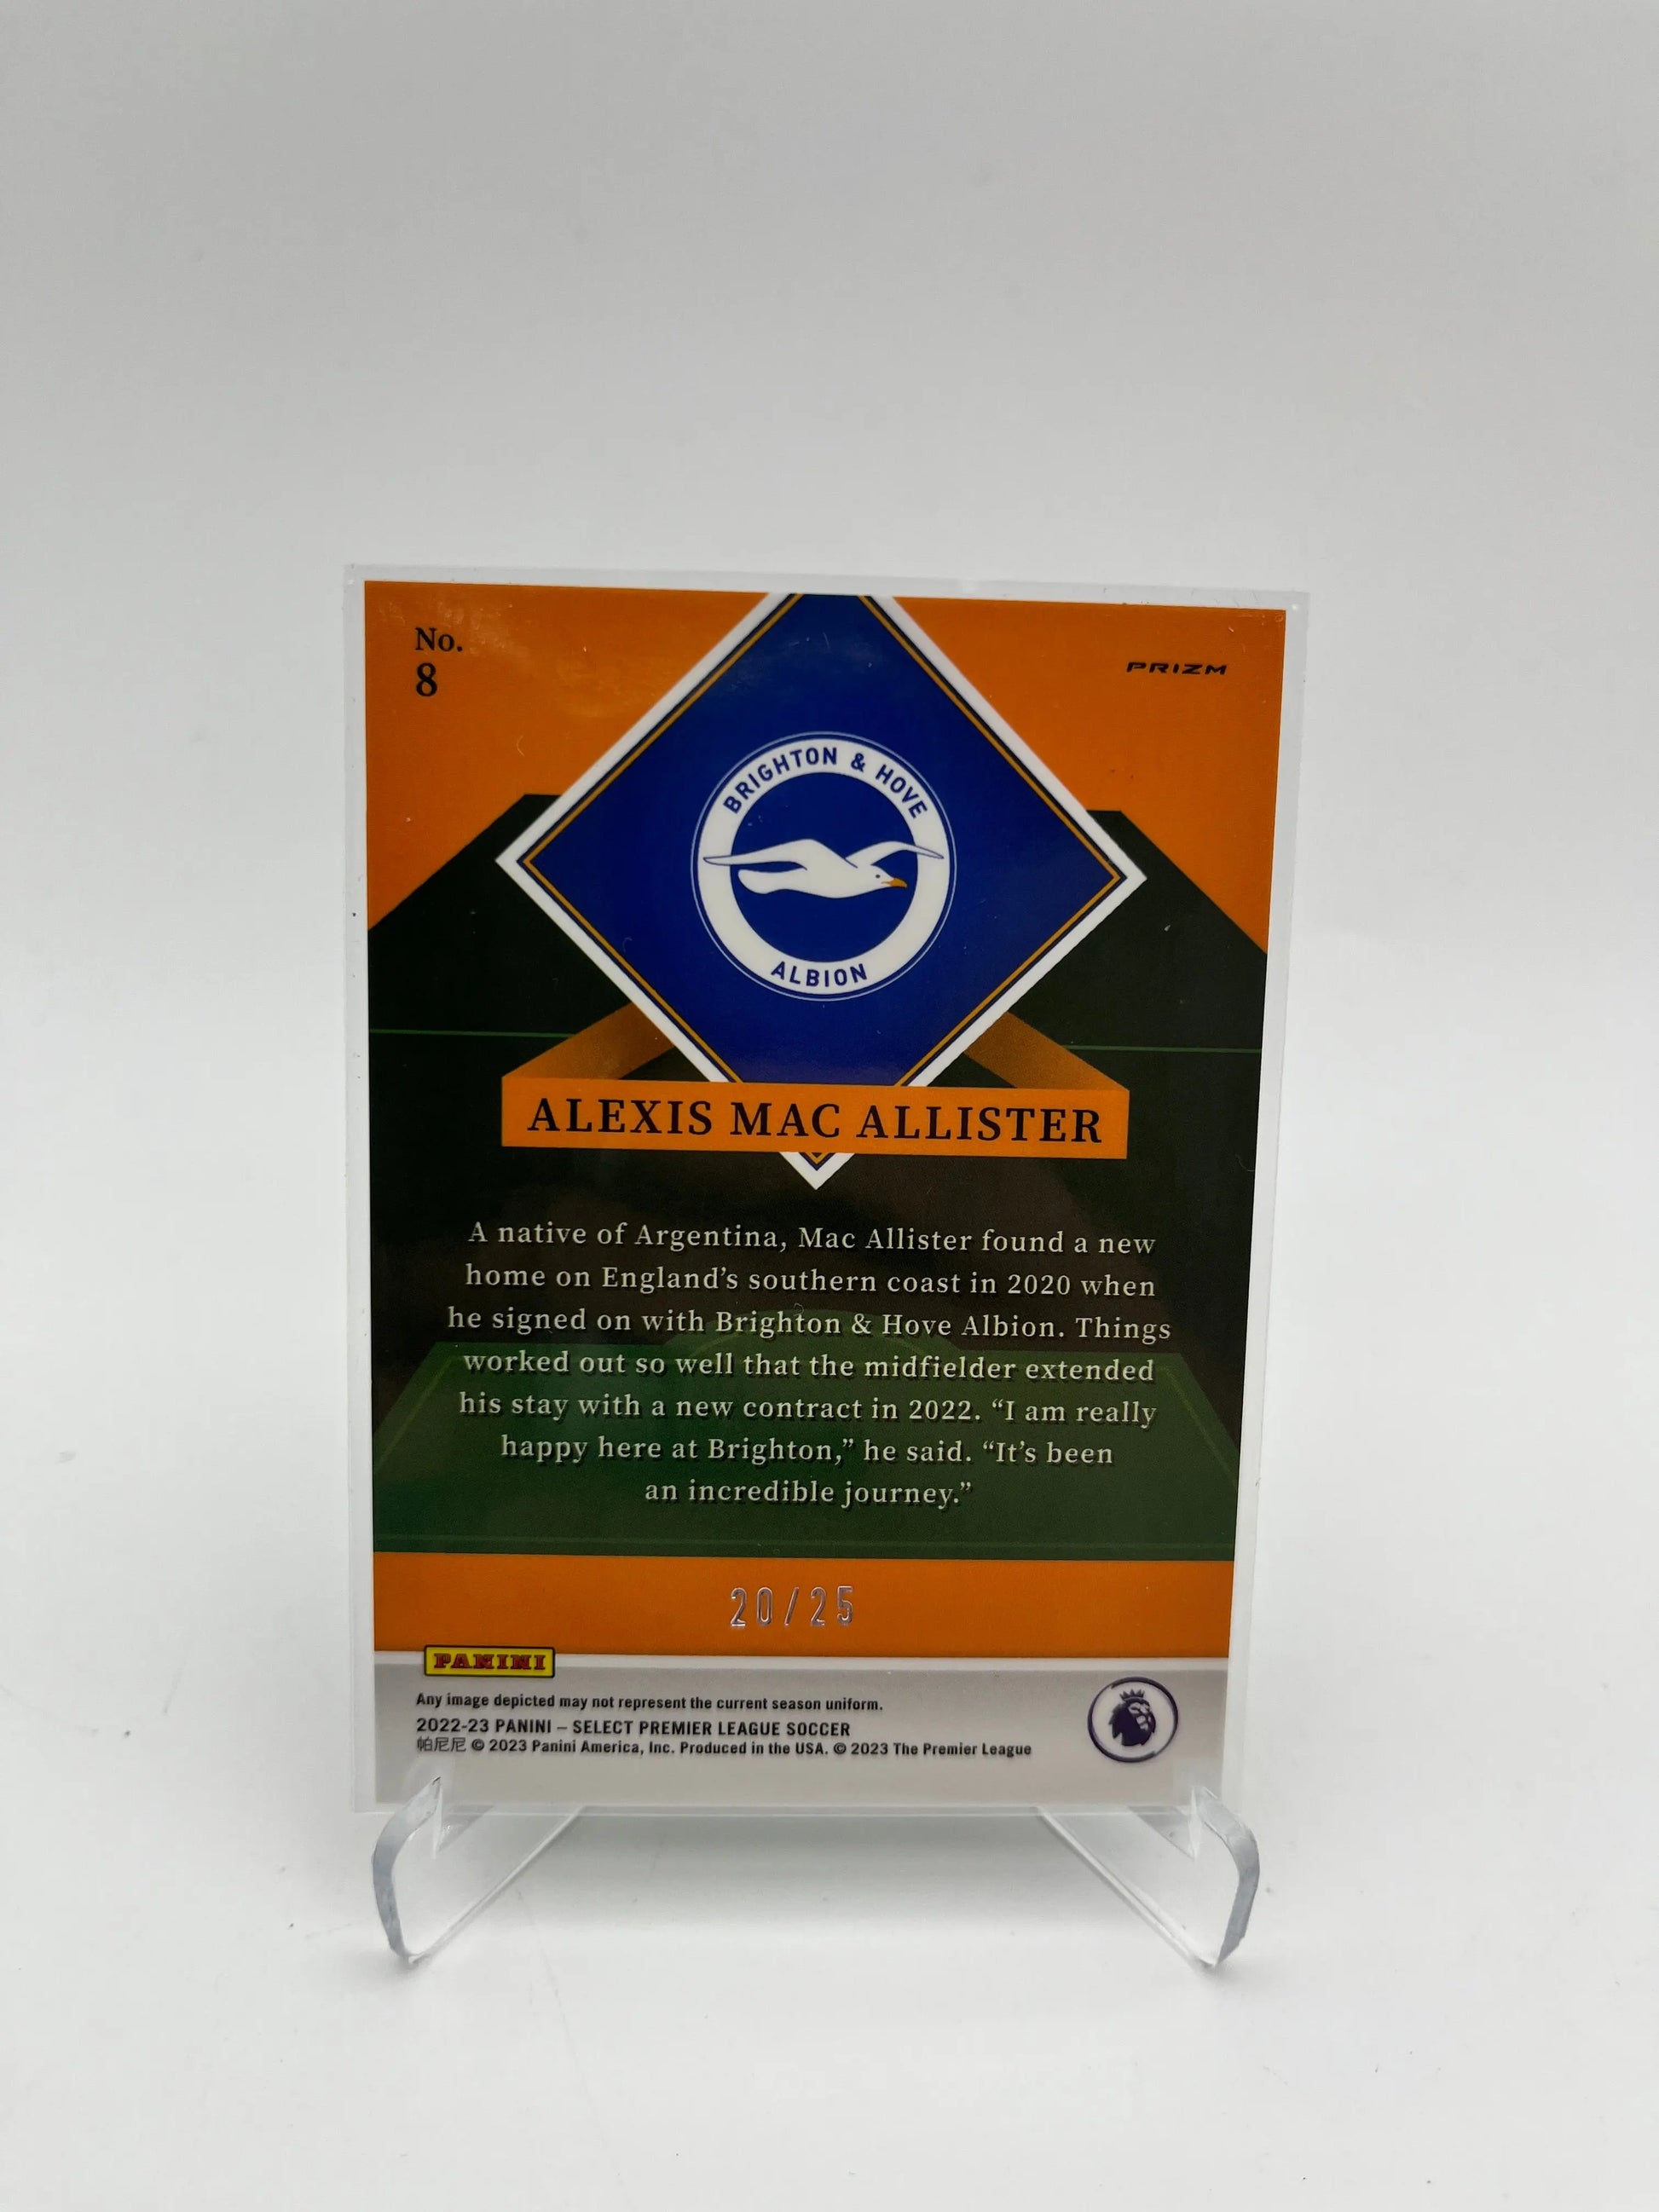 No.
8
PRIZM
BRIGHTON & HOVE
ALBION
ALEXIS MAC ALLISTER
A native of Argentina, Mac Allister found a new
home on England’s southern coast in 2020 when
he signed on with Brighton & Hove Albion. Things
worked out so well that the midfielder extended
his stay with a new contract in 2022. “I am really
happy here at Brighton,” he said. “It’s been
an incredible journey.”
20/25
PANINI
Any image depicted may not represent the current season uniform.
2022-23 PANINI – SELECT PREMIER LEAGUE SOCCER
帕尼尼 © 2023 Panini America, Inc. Produced in the USA. © 2023 The Premier League